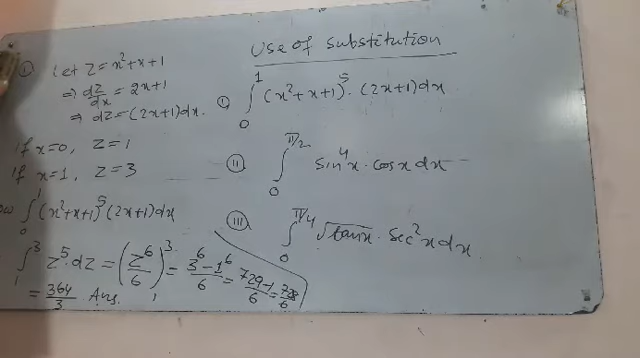 Use of substitution
① Let z = x² + x + 1
⇒ dz/dx = 2x+1
⇒ dz = (2x+1) dx.
If x=0, z=1
If x=1, z=3
∫₀¹ (x²+x+1)⁵ (2x+1) dx
∫₁³ z⁵·dz = (z⁶/6)₁³ = (3⁶-1⁶)/6 = (729-1)/6 = 728/6
= 364/3 Ans.
① ∫₀¹ (x²+x+1)⁵·(2x+1) dx
② ∫₀^(π/2) sin⁴x·cosx dx
③ ∫₀^(π/4) √tanx·sec²x dx